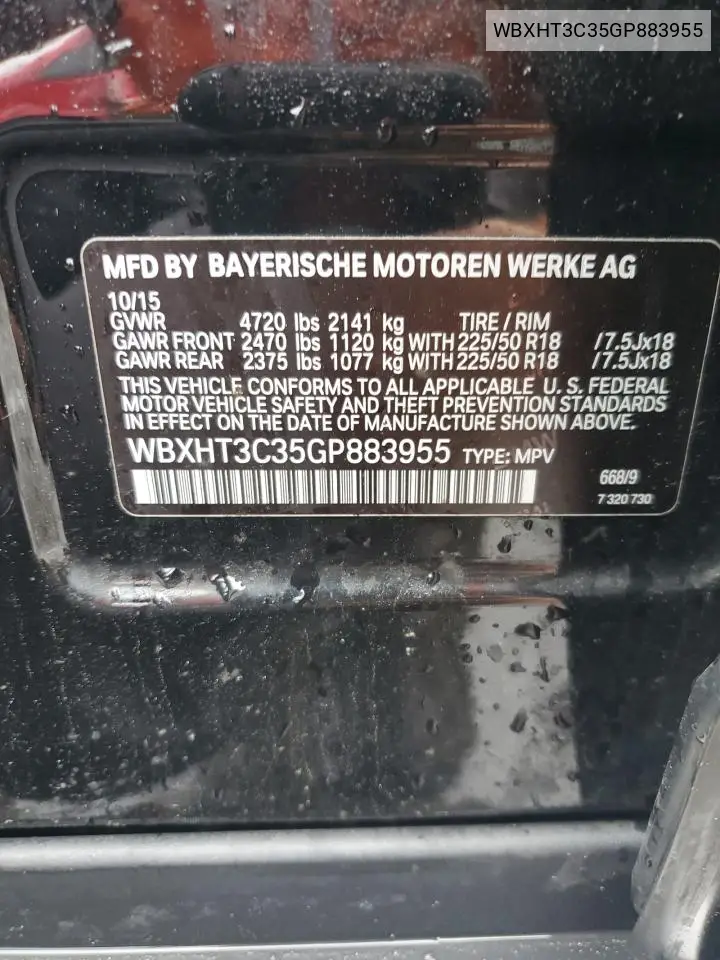 WBXHT3C35GP883955
MFD BY BAYERISCHE MOTOREN WERKE AG
10/15
GVWR 4720 lbs 2141 kg TIRE / RIM
GAWR FRONT 2470 lbs 1120 kg WITH 225/50 R18 /7.5Jx18
GAWR REAR 2375 lbs 1077 kg WITH 225/50 R18 /7.5Jx18
THIS VEHICLE CONFORMS TO ALL APPLICABLE U. S. FEDERAL
MOTOR VEHICLE SAFETY AND THEFT PREVENTION STANDARDS
IN EFFECT ON THE DATE OF MANUFACTURE SHOWN ABOVE.
WBXHT3C35GP883955 TYPE: MPV
668/9
7 320 730